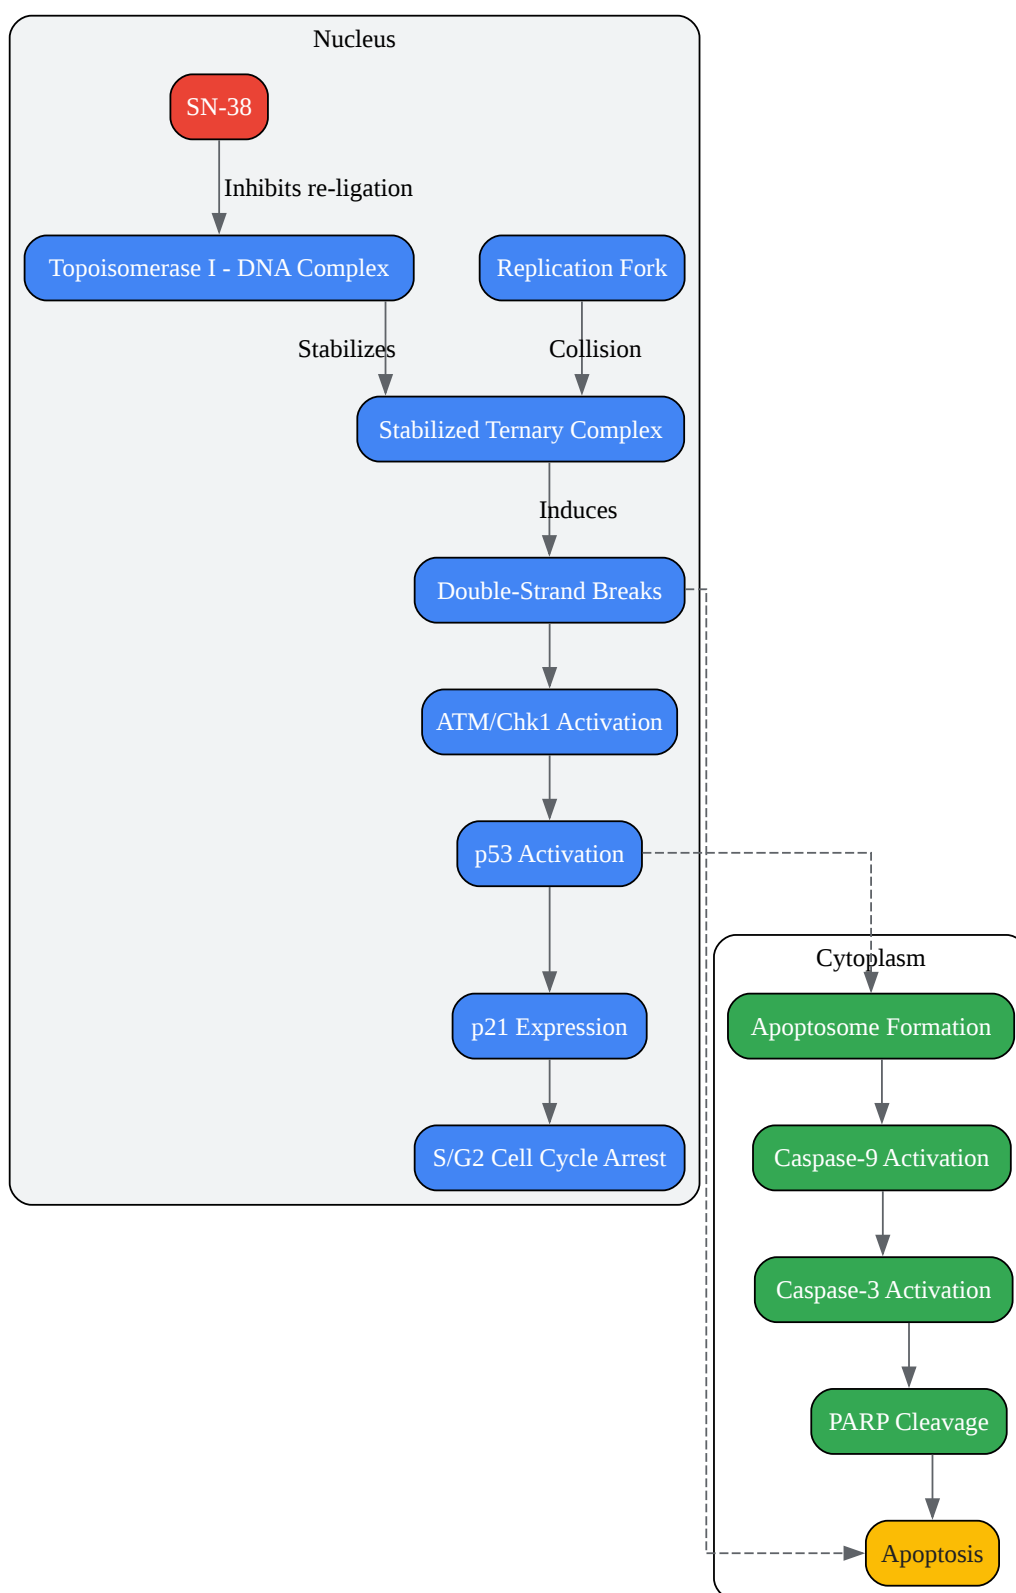 Nucleus
SN-38
Inhibits re-ligation
Topoisomerase I - DNA Complex
Replication Fork
Stabilizes
Collision
Stabilized Ternary Complex
Induces
Double-Strand Breaks
ATM/Chk1 Activation
p53 Activation
Cytoplasm
p21 Expression
Apoptosome Formation
S/G2 Cell Cycle Arrest
Caspase-9 Activation
Caspase-3 Activation
PARP Cleavage
Apoptosis